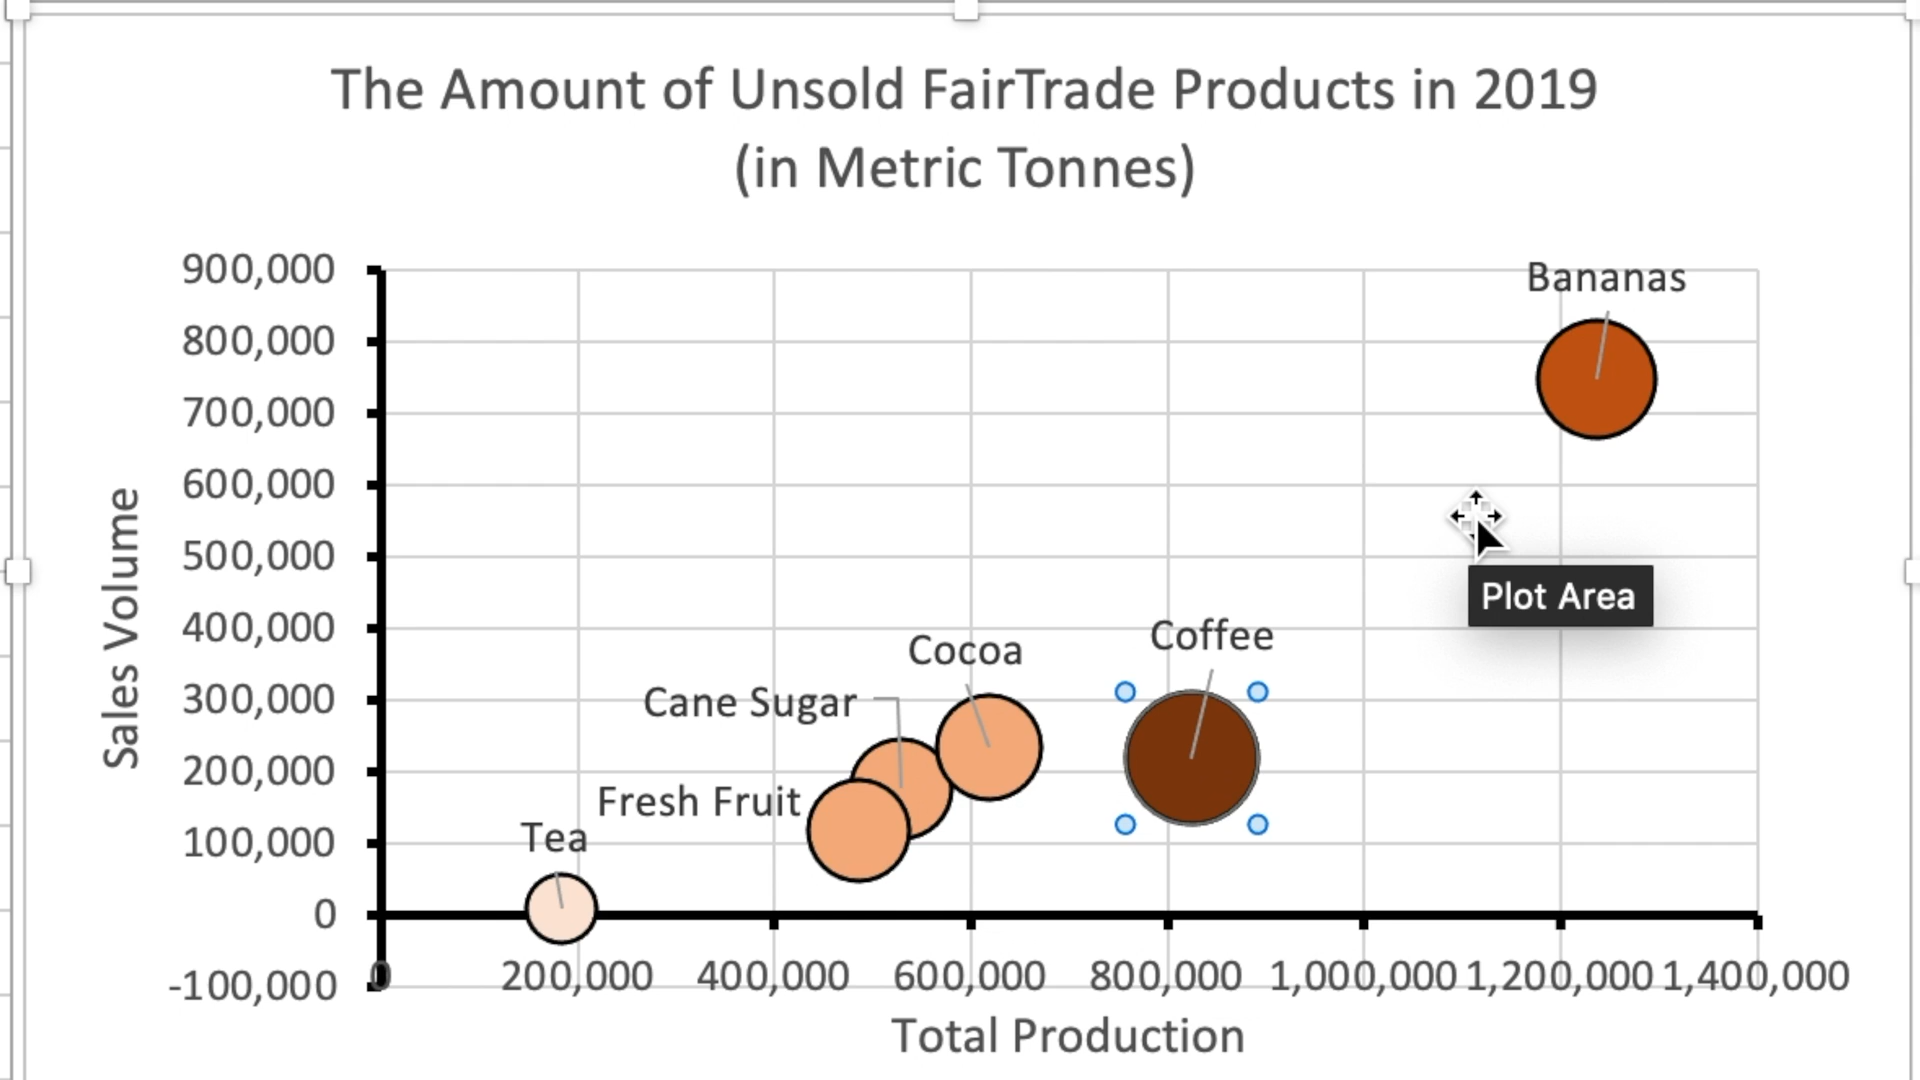 The Amount of Unsold FairTrade Products in 2019
(in Metric Tonnes)
900,000
800,000
700,000
600,000
500,000
400,000
300,000
200,000
100,000
0
-100,000
Sales Volume
Bananas
Plot Area
Coffee
Cocoa
Cane Sugar
Fresh Fruit
Tea
0 200,000 400,000 600,000 800,000 1,000,000 1,200,000 1,400,000
Total Production